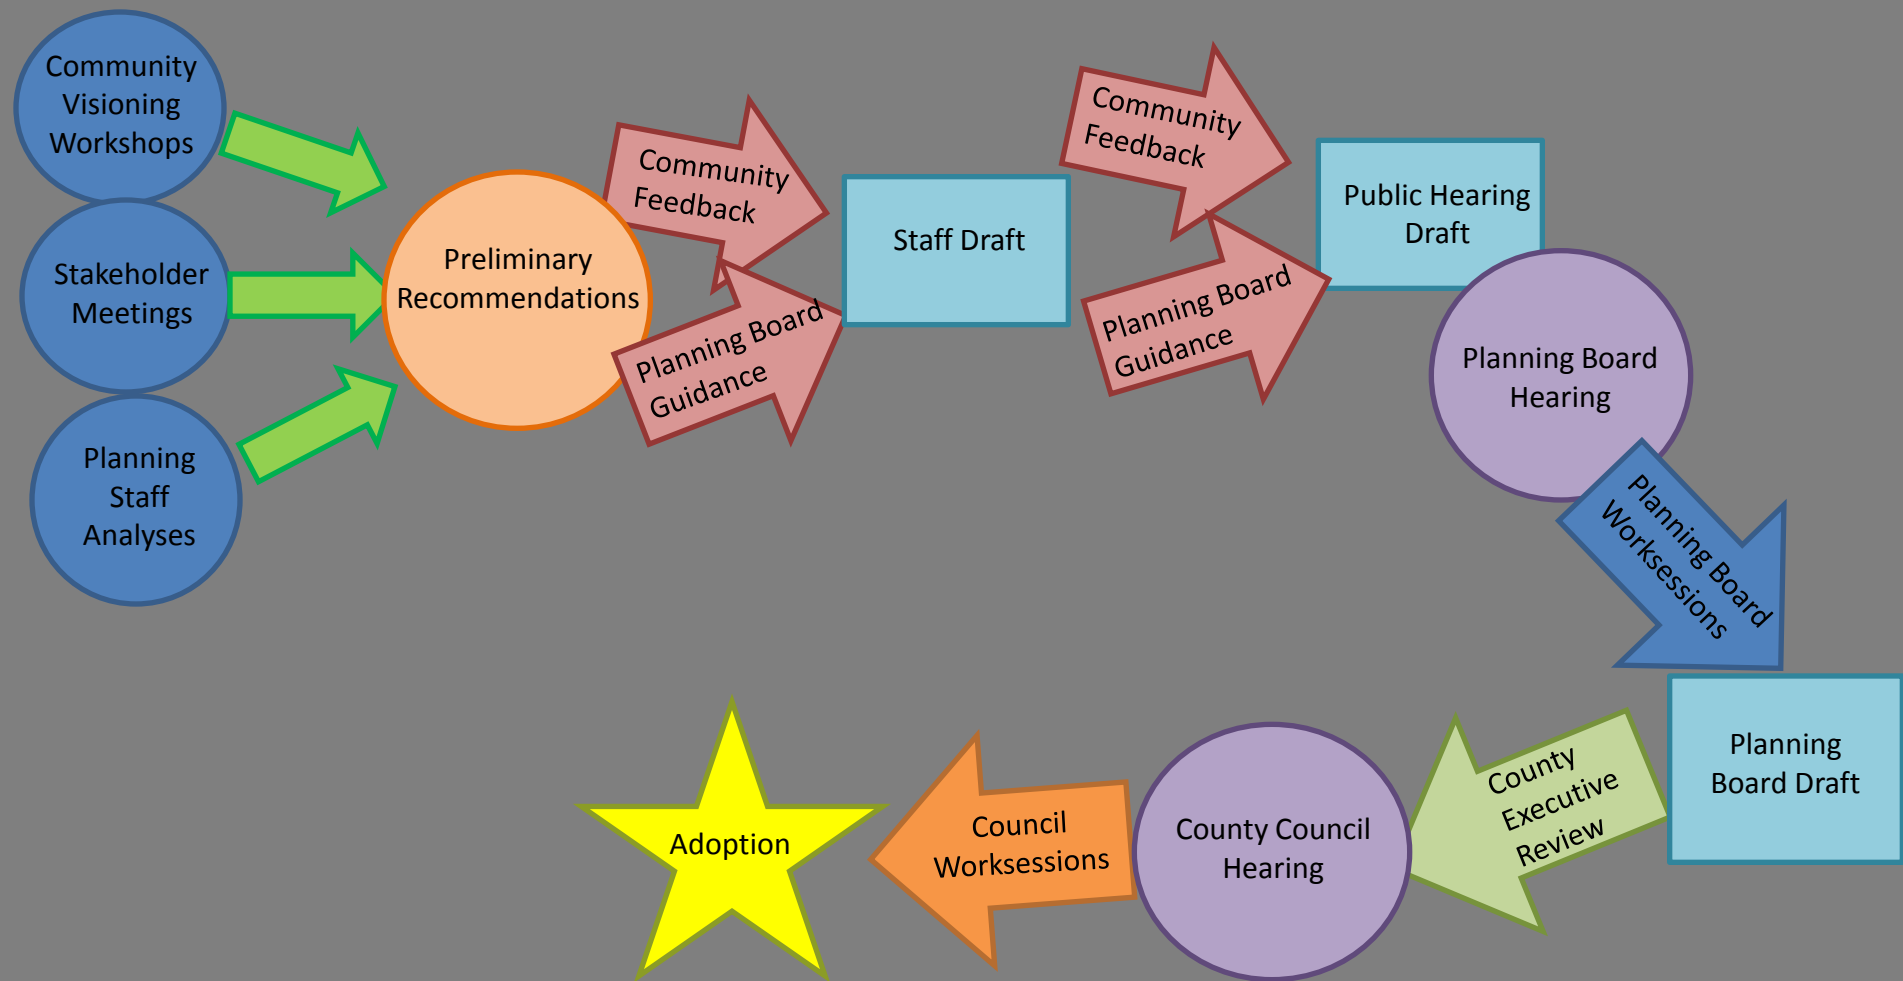 Community
Visioning
Workshops
Stakeholder
Meetings
Planning
Staff
Analyses
Preliminary
Recommendations
Community
Feedback
Planning Board
Guidance
Staff Draft
Community
Feedback
Planning Board
Guidance
Public Hearing
Draft
Planning Board
Hearing
Planning Board
Worksessions
Planning
Board Draft
County
Executive
Review
County Council
Hearing
Council
Worksessions
Adoption